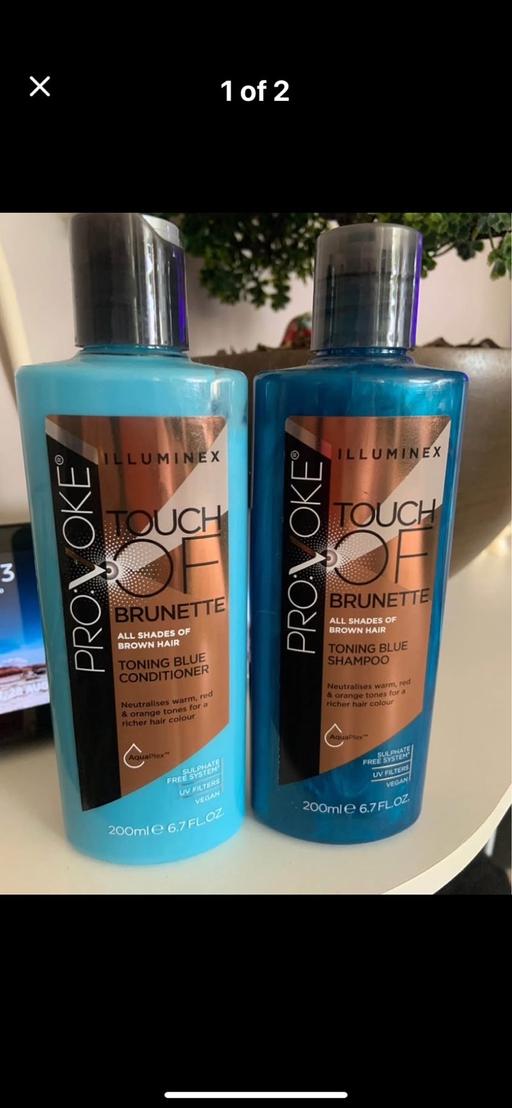 1 of 2
PRO:VOKE®
ILLUMINEX
TOUCH
OF
BRUNETTE
ALL SHADES OF
BROWN HAIR
TONING BLUE
CONDITIONER
Neutralises warm, red
& orange tones for a
richer hair colour
AquaPlex™
SULPHATE
FREE SYSTEM*
UV FILTERS
VEGAN
200ml e 6.7 FL.OZ.
PRO:VOKE®
ILLUMINEX
TOUCH
OF
BRUNETTE
ALL SHADES OF
BROWN HAIR
TONING BLUE
SHAMPOO
Neutralises warm, red
& orange tones for a
richer hair colour
AquaPlex™
SULPHATE
FREE SYSTEM*
UV FILTERS
VEGAN
200ml e 6.7 FL.OZ.
3